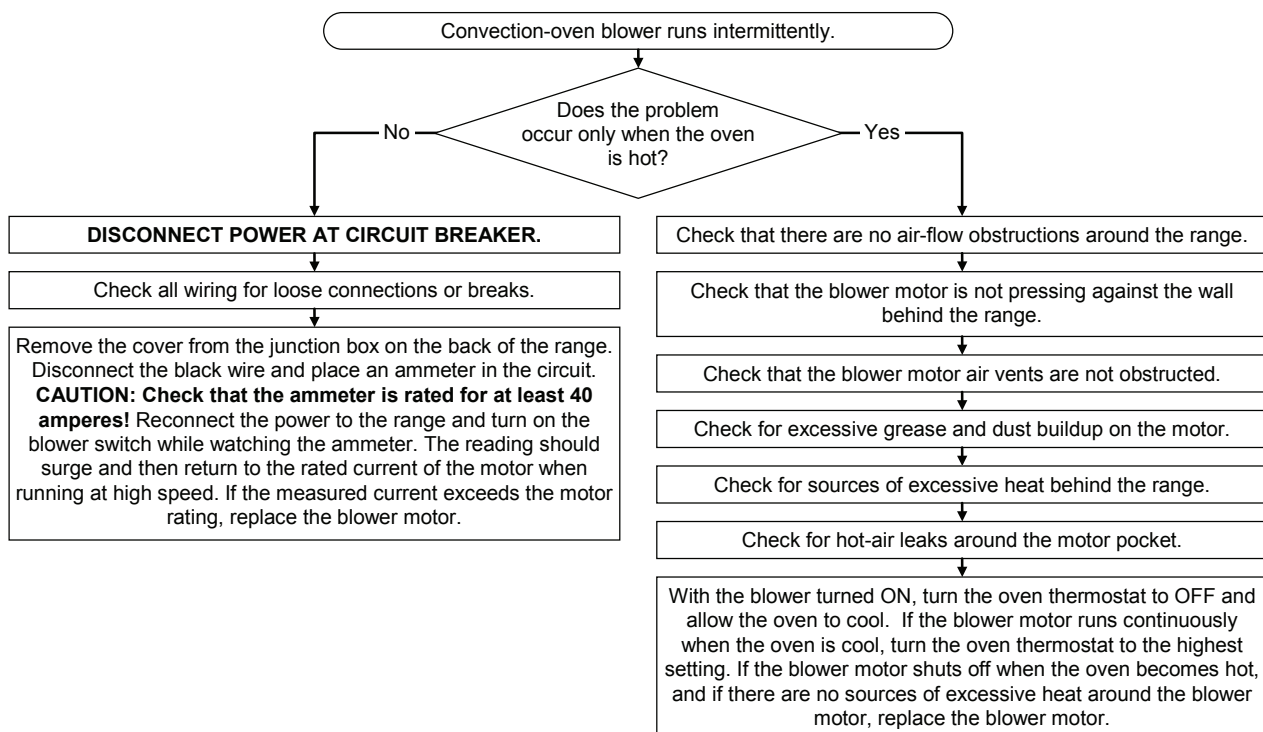 Convection-oven blower runs intermittently.
Does the problem
occur only when the oven
is hot?
No
Yes
DISCONNECT POWER AT CIRCUIT BREAKER.
Check all wiring for loose connections or breaks.
Remove the cover from the junction box on the back of the range.
Disconnect the black wire and place an ammeter in the circuit.
CAUTION: Check that the ammeter is rated for at least 40
amperes! Reconnect the power to the range and turn on the
blower switch while watching the ammeter. The reading should
surge and then return to the rated current of the motor when
running at high speed. If the measured current exceeds the motor
rating, replace the blower motor.
Check that there are no air-flow obstructions around the range.
Check that the blower motor is not pressing against the wall
behind the range.
Check that the blower motor air vents are not obstructed.
Check for excessive grease and dust buildup on the motor.
Check for sources of excessive heat behind the range.
Check for hot-air leaks around the motor pocket.
With the blower turned ON, turn the oven thermostat to OFF and
allow the oven to cool.  If the blower motor runs continuously
when the oven is cool, turn the oven thermostat to the highest
setting. If the blower motor shuts off when the oven becomes hot,
and if there are no sources of excessive heat around the blower
motor, replace the blower motor.